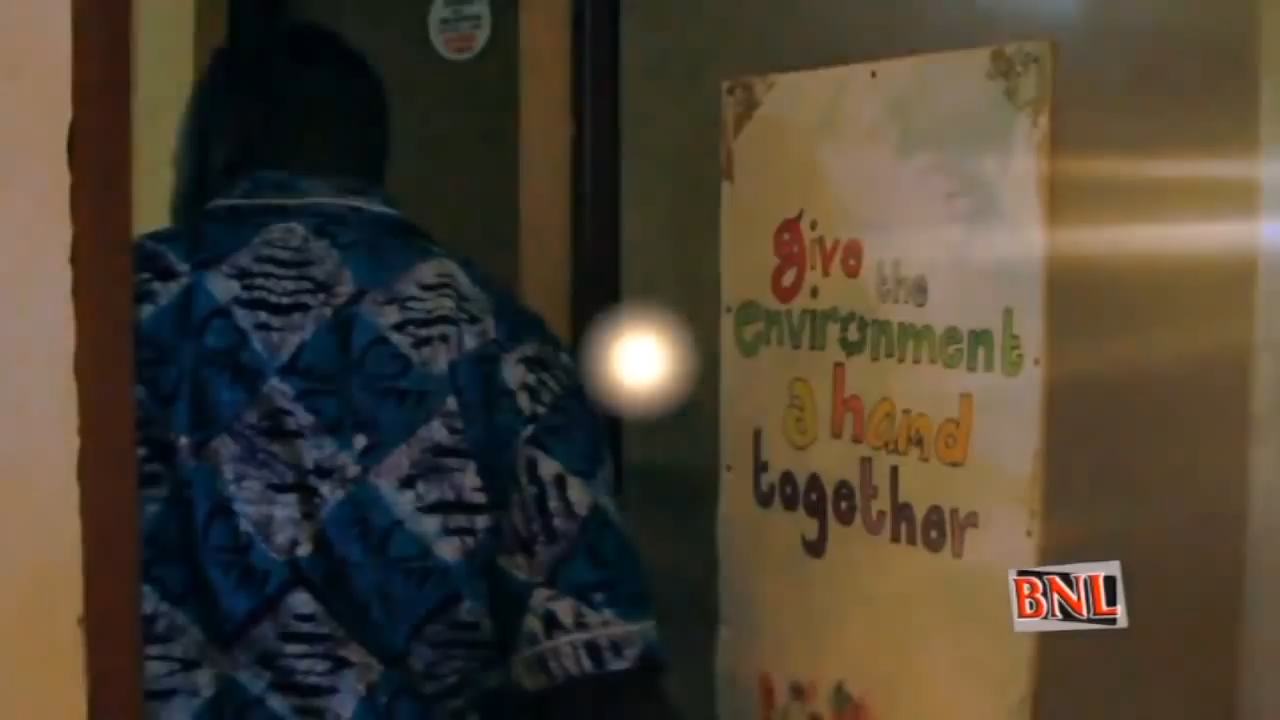 give
the
environment
a hand
together
BNL